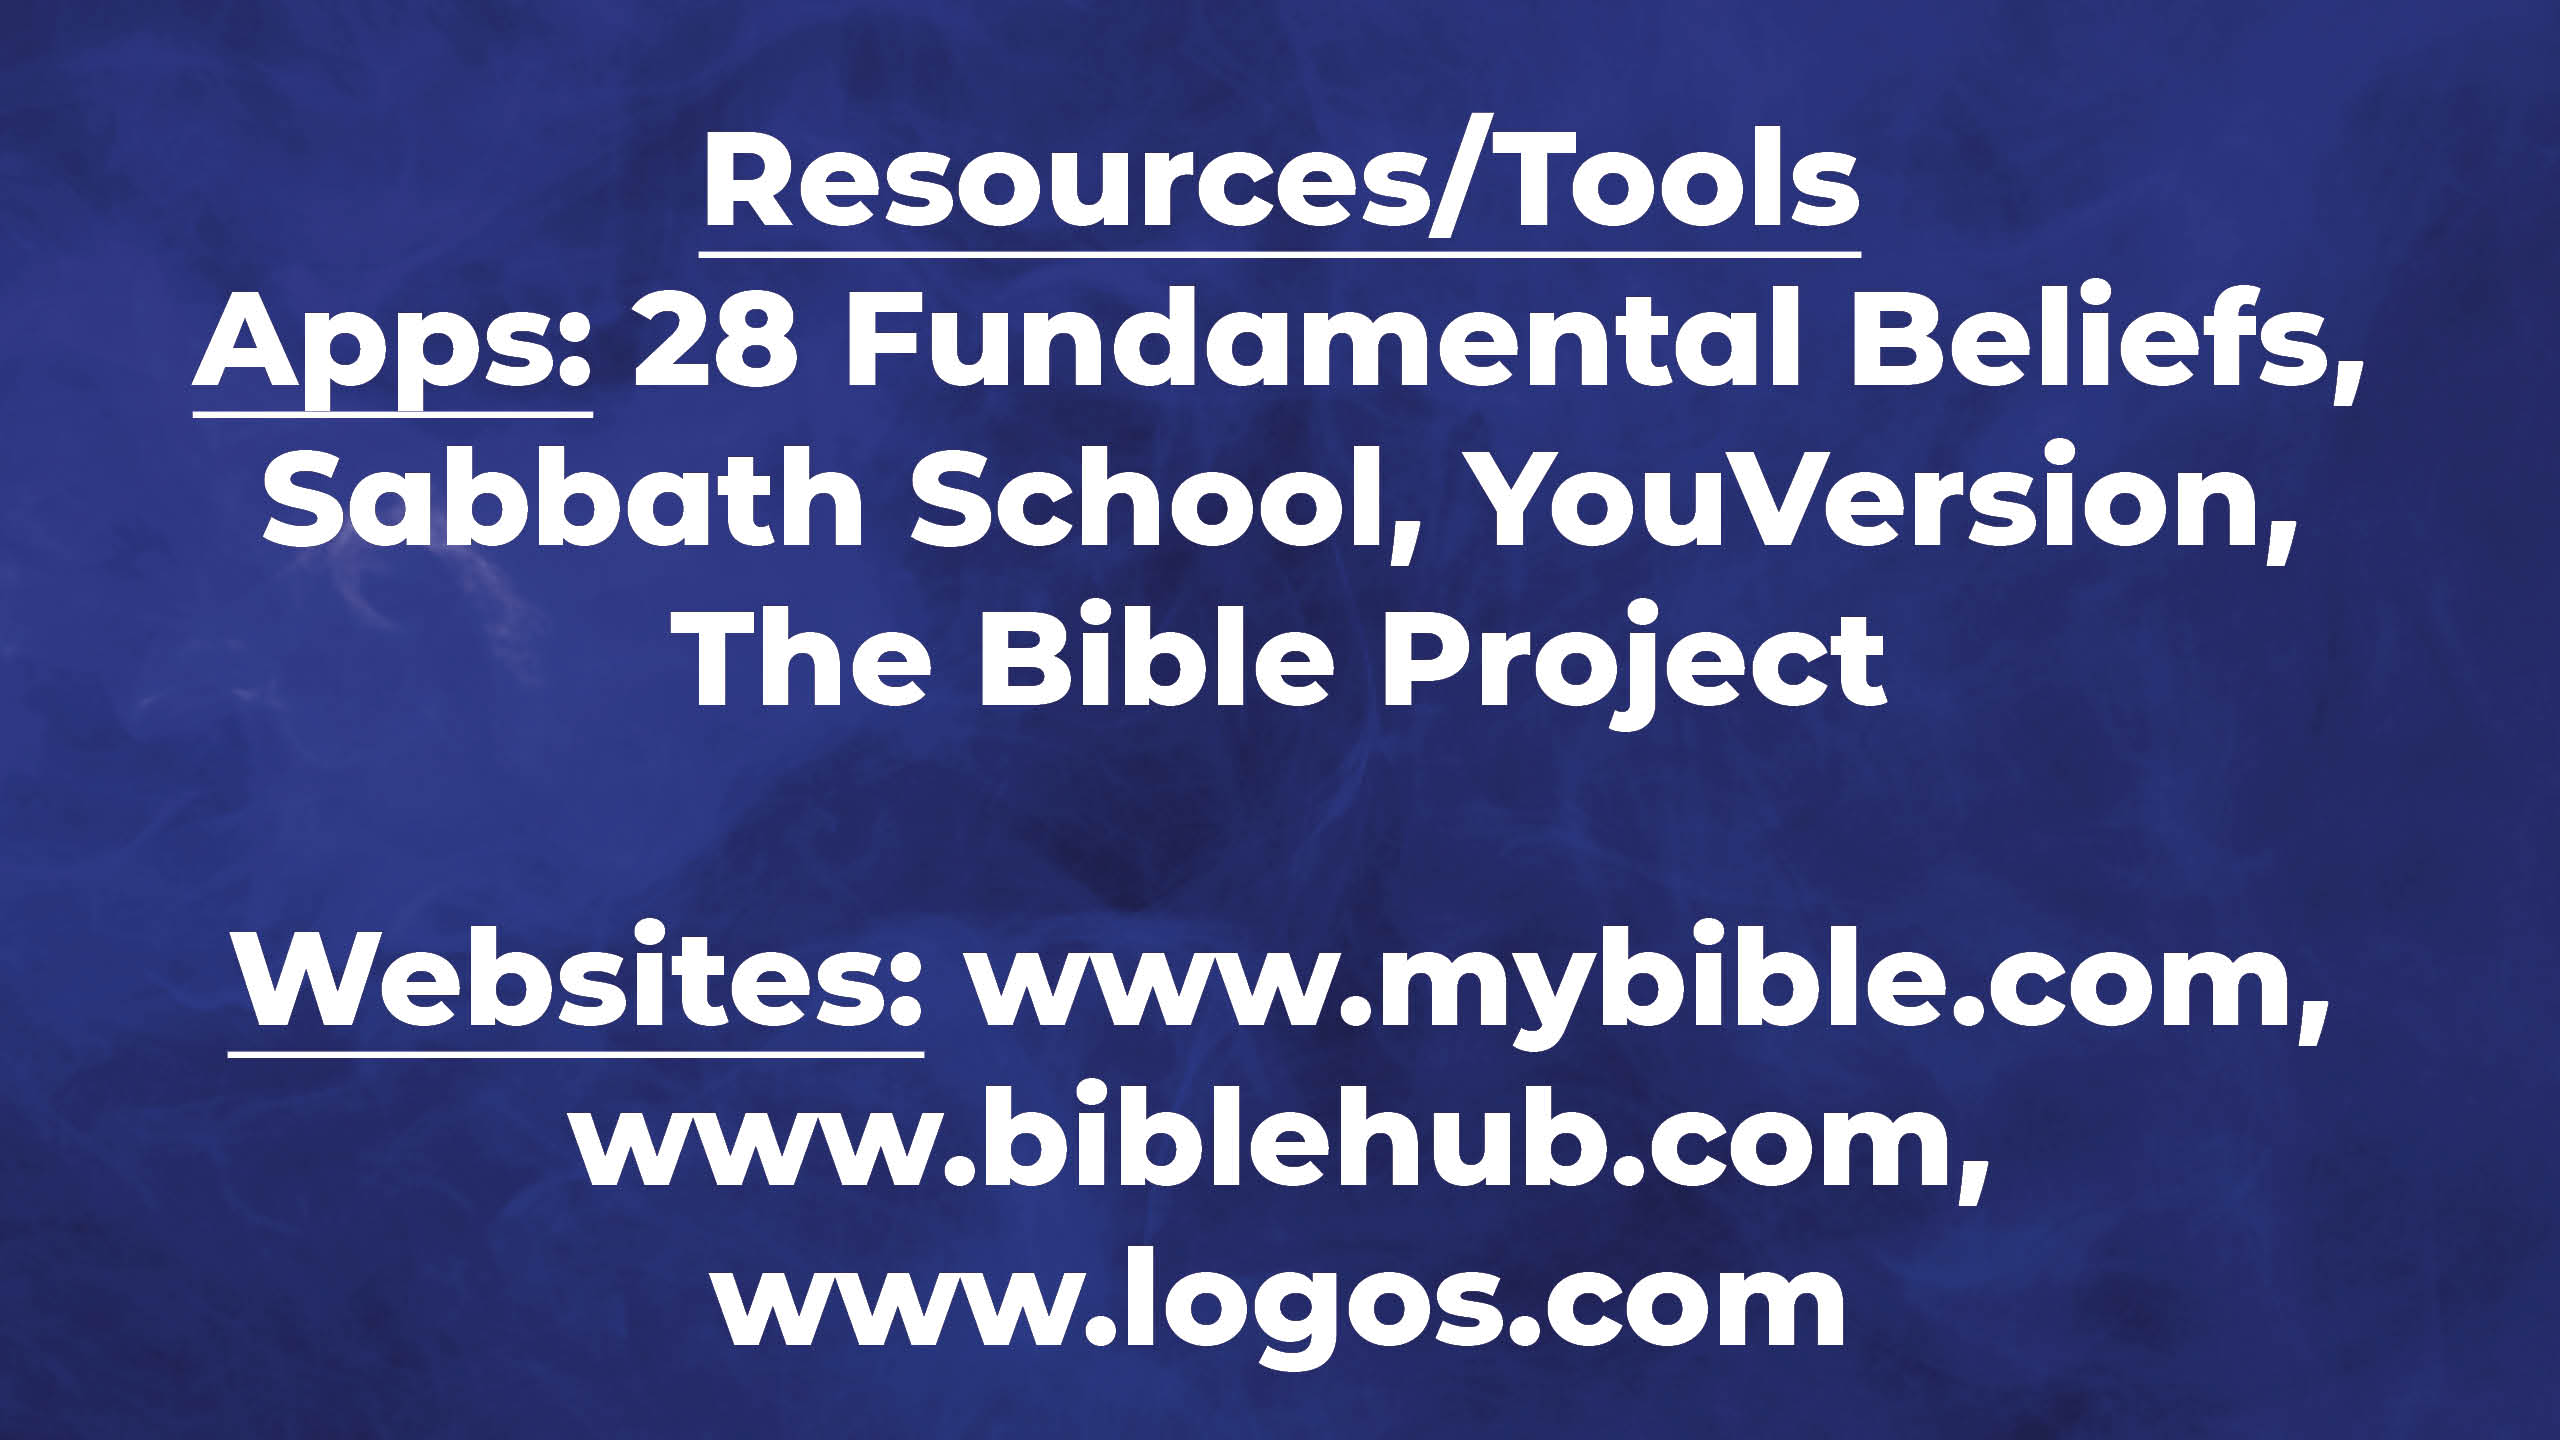 Resources/Tools
Apps: 28 Fundamental Beliefs,
Sabbath School, YouVersion,
The Bible Project
Websites: www.mybible.com,
www.biblehub.com,
www.logos.com